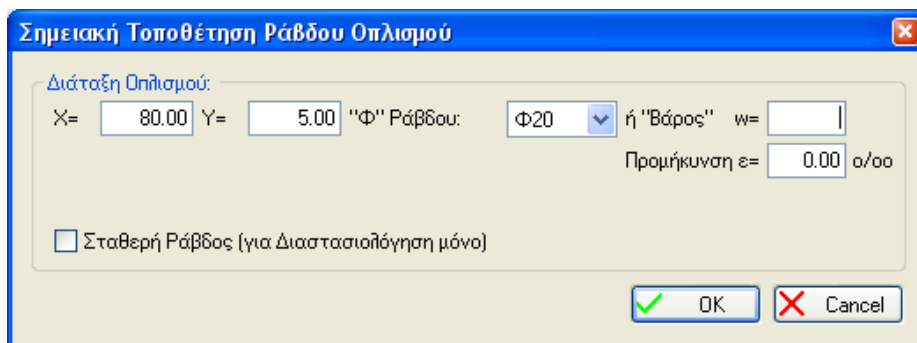 Σημειακή Τοποθέτηση Ράβδου Οπλισμού
Διάταξη Οπλισμού:
X= 80.00 Y= 5.00 "Φ" Ράβδου: Φ20 ή "Βάρος" w=
Προμήκυνση ε= 0.00 ο/οο
Σταθερή Ράβδος (για Διαστασιολόγηση μόνο)
OK Cancel